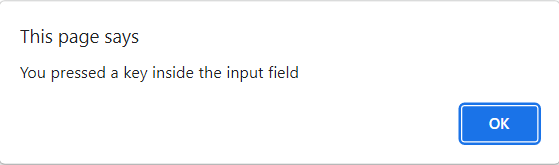 This page says
You pressed a key inside the input field
OK